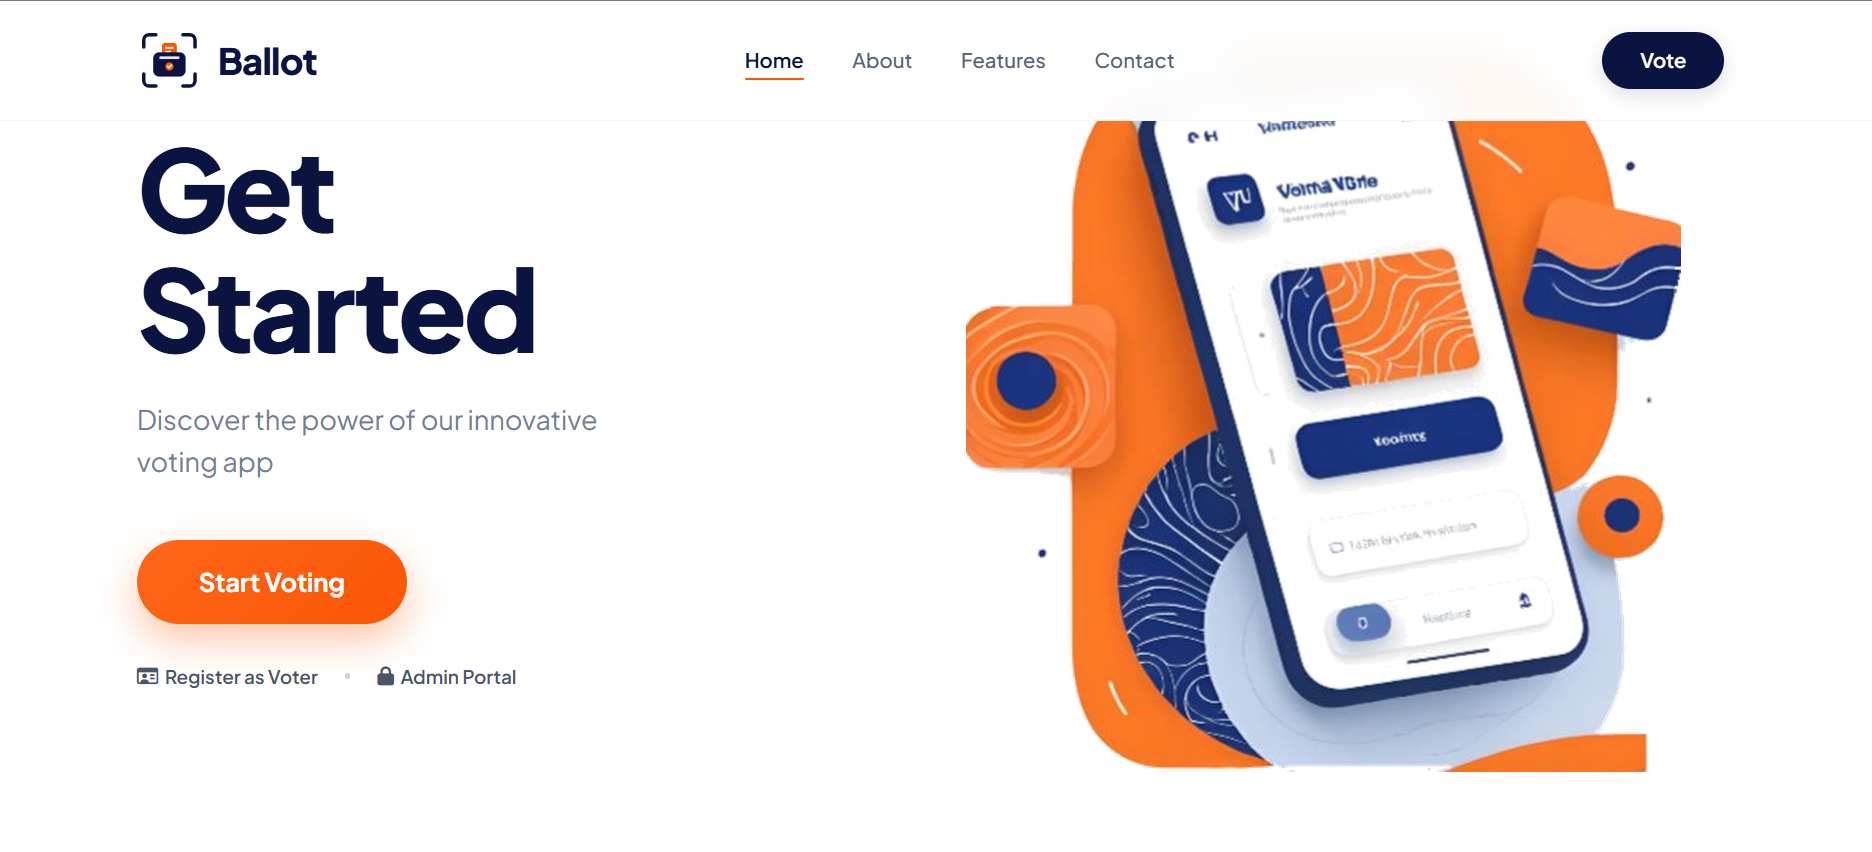 Ballot
Home
About
Features
Contact
Vote
Get
Started
Discover the power of our innovative
voting app
Start Voting
Register as Voter
Admin Portal
VU